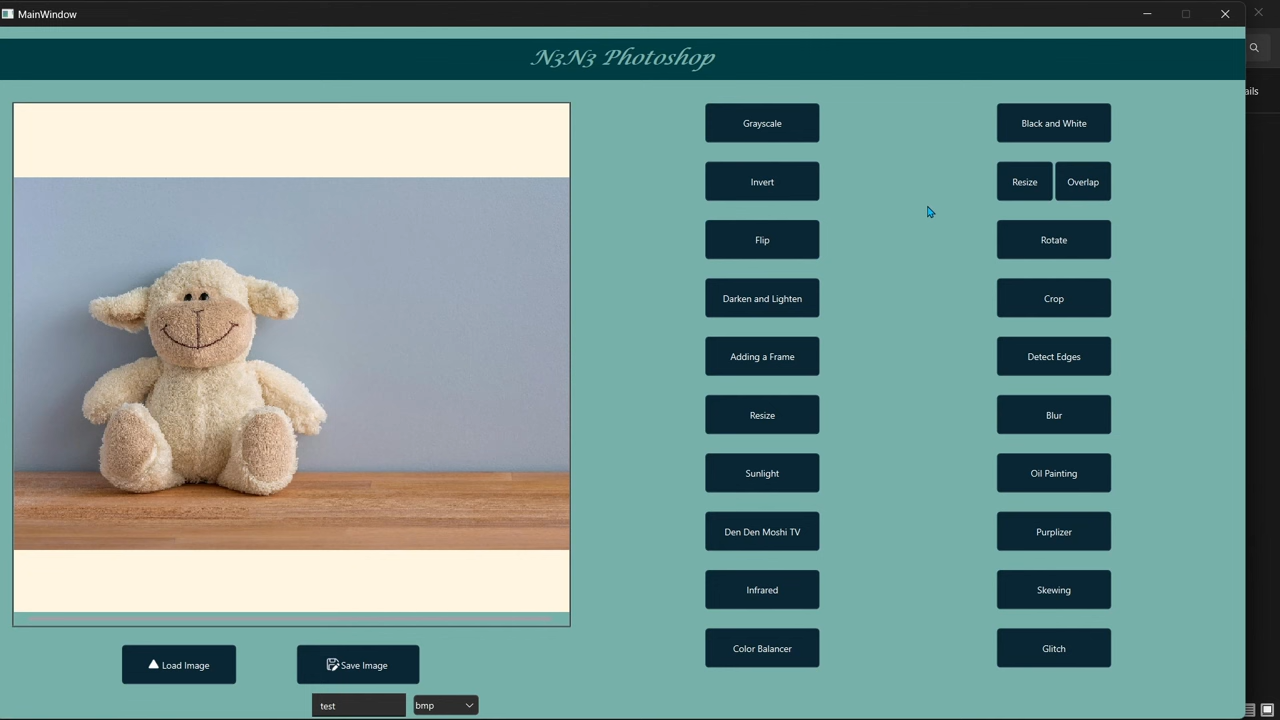 MainWindow
N3N3 Photoshop
ails
Grayscale
Black and White
Invert
Resize
Overlap
Flip
Rotate
Darken and Lighten
Crop
Adding a Frame
Detect Edges
Resize
Blur
Sunlight
Oil Painting
Den Den Moshi TV
Purplizer
Infrared
Skewing
Color Balancer
Glitch
Load Image
Save Image
test
bmp